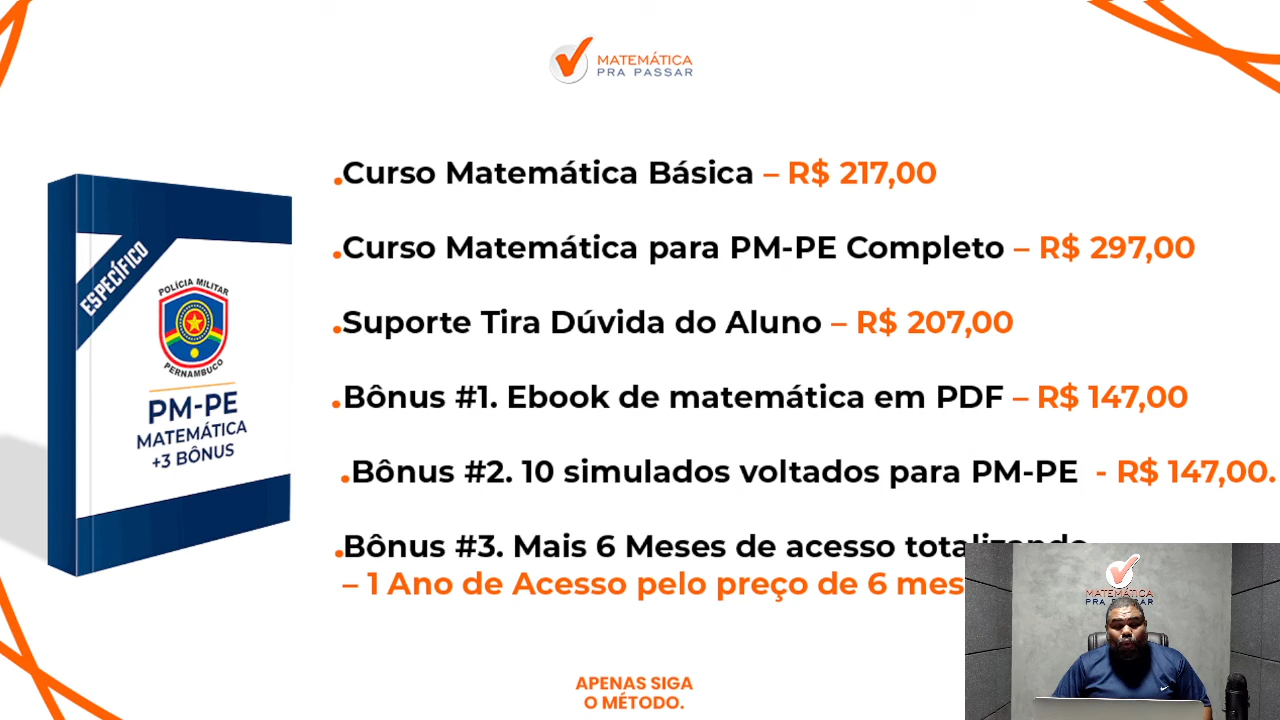 MATEMÁTICA
PRA PASSAR
.Curso Matemática Básica – R$ 217,00
.Curso Matemática para PM-PE Completo – R$ 297,00
.Suporte Tira Dúvida do Aluno – R$ 207,00
.Bônus #1. Ebook de matemática em PDF – R$ 147,00
.Bônus #2. 10 simulados voltados para PM-PE - R$ 147,00.
.Bônus #3. Mais 6 Meses de acesso totalizando
– 1 Ano de Acesso pelo preço de 6 mes
ESPECÍFICO
POLÍCIA MILITAR
PERNAMBUCO
PM-PE
MATEMÁTICA
+3 BÔNUS
MATEMÁTICA
PRA PASSAR
APENAS SIGA
O MÉTODO.